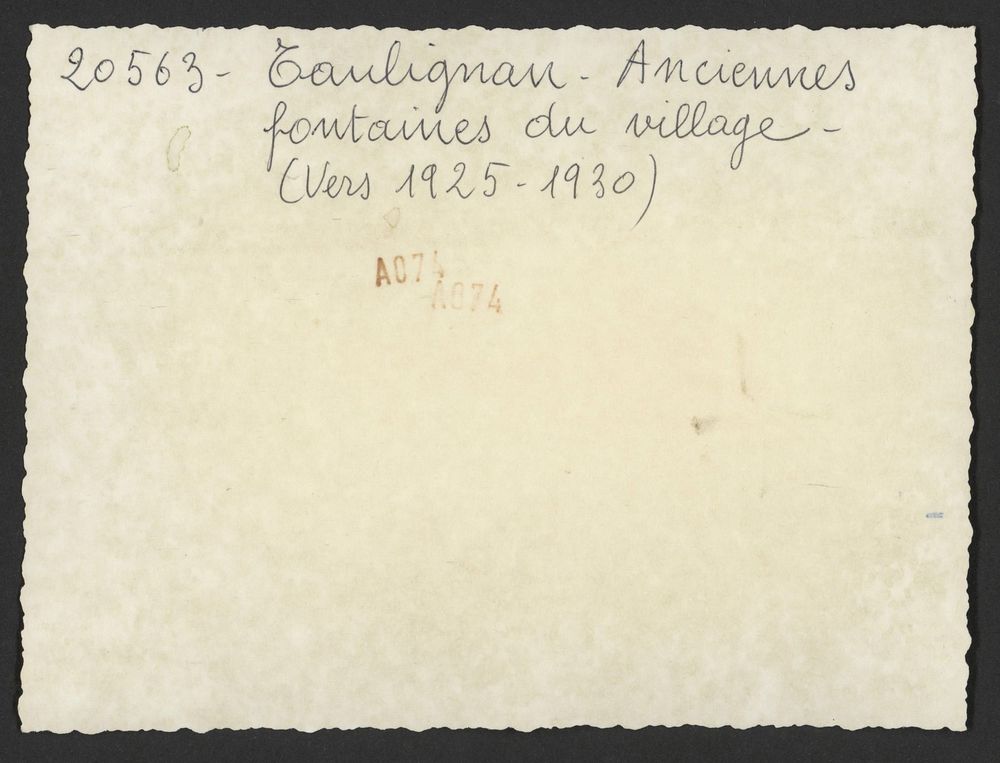 20563- Taulignan - Anciennes
fontaines du village -
(Vers 1925-1930)
A074
A074